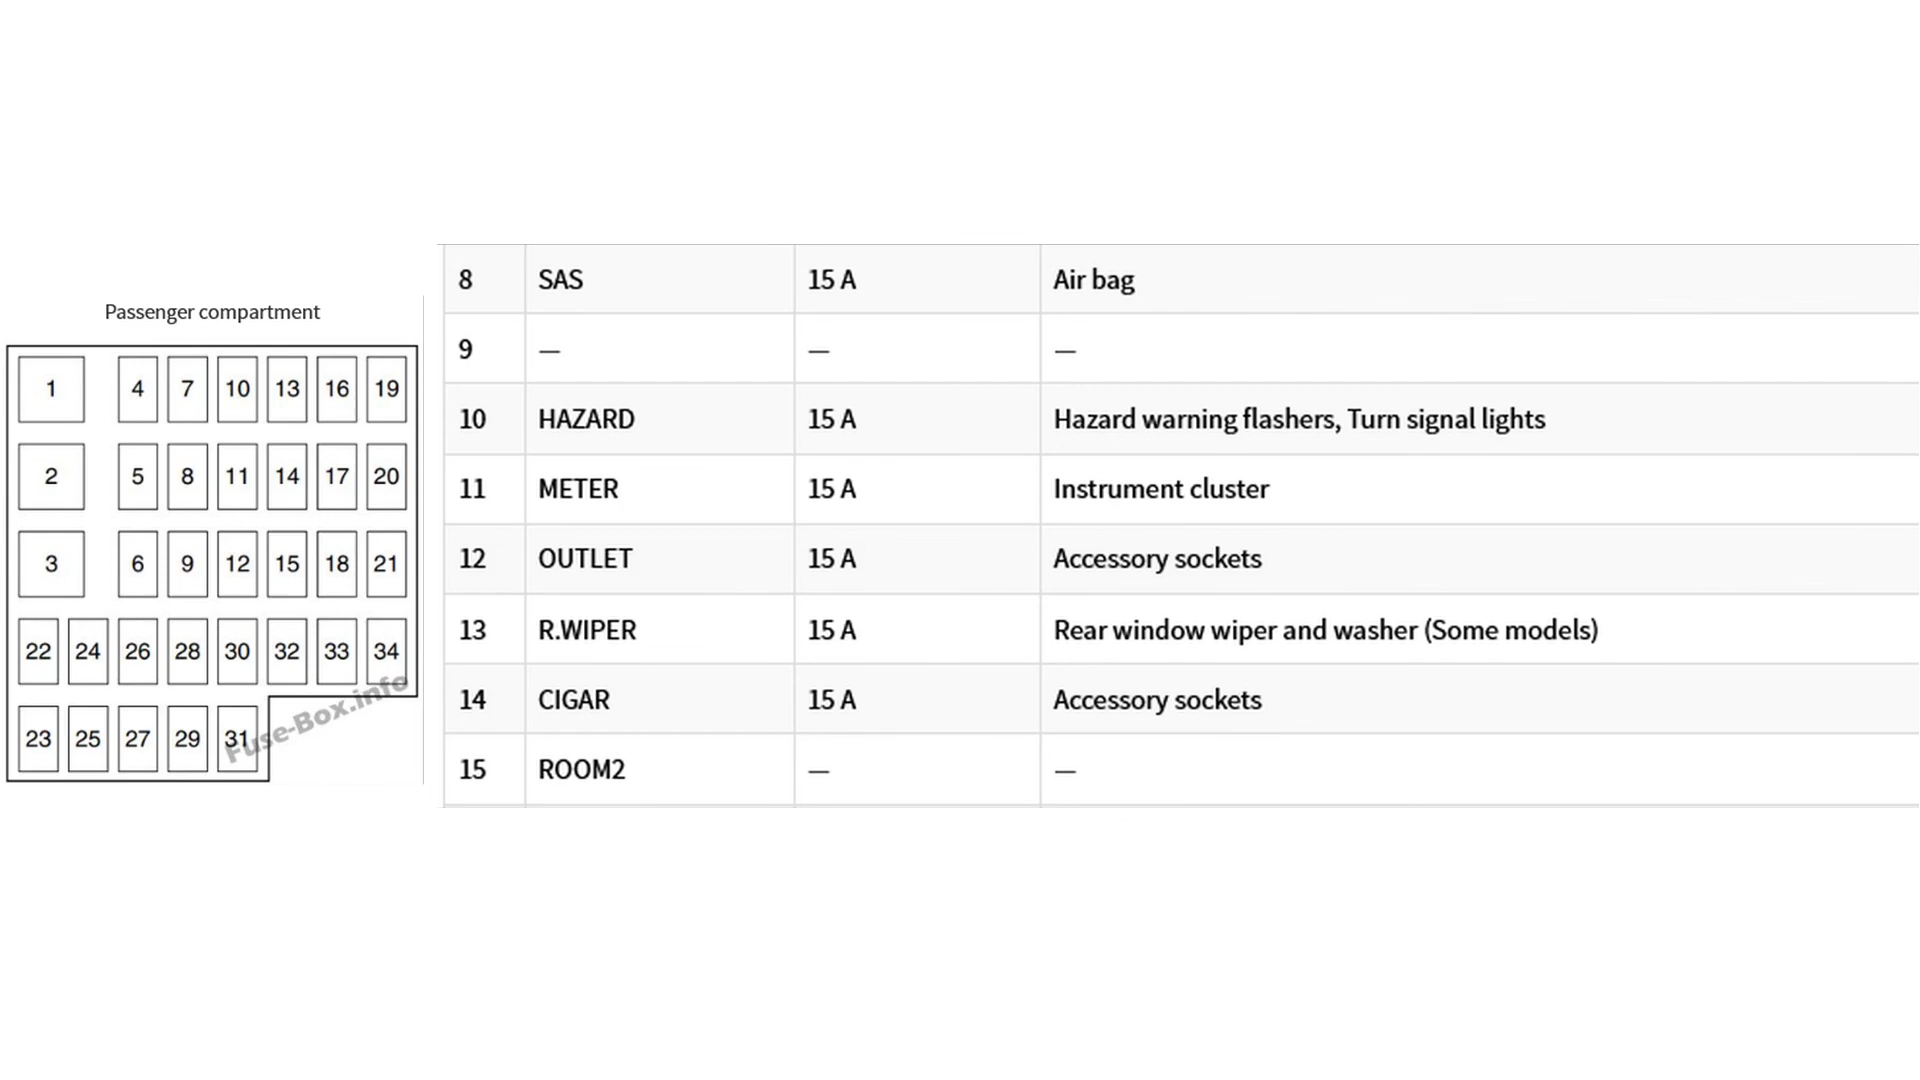 Passenger compartment
1 4 7 10 13 16 19
2 5 8 11 14 17 20
3 6 9 12 15 18 21
22 24 26 28 30 32 33 34
23 25 27 29 31
Fuse-Box.info
8 SAS 15 A Air bag
9 — — —
10 HAZARD 15 A Hazard warning flashers, Turn signal lights
11 METER 15 A Instrument cluster
12 OUTLET 15 A Accessory sockets
13 R.WIPER 15 A Rear window wiper and washer (Some models)
14 CIGAR 15 A Accessory sockets
15 ROOM2 — —